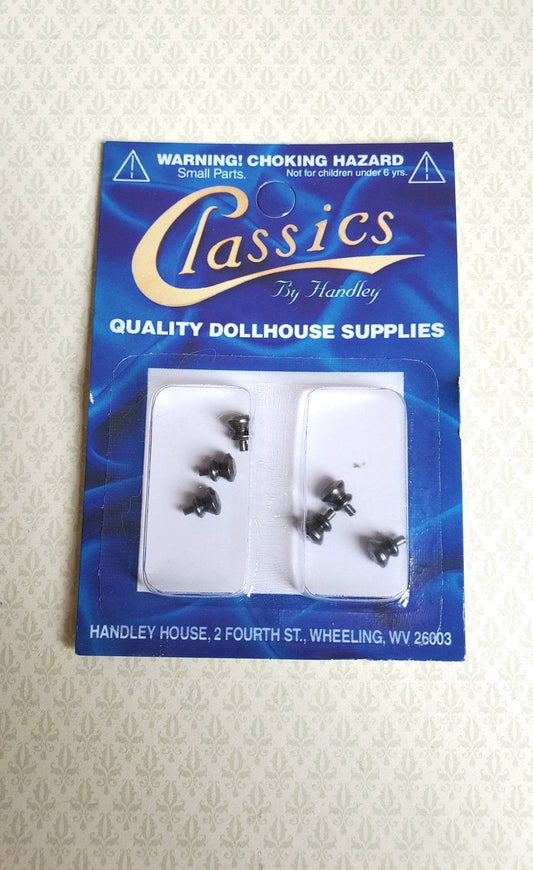 WARNING! CHOKING HAZARD
Small Parts. Not for children under 6 yrs.
Classics
By Handley
QUALITY DOLLHOUSE SUPPLIES
HANDLEY HOUSE, 2 FOURTH ST., WHEELING, WV 26003